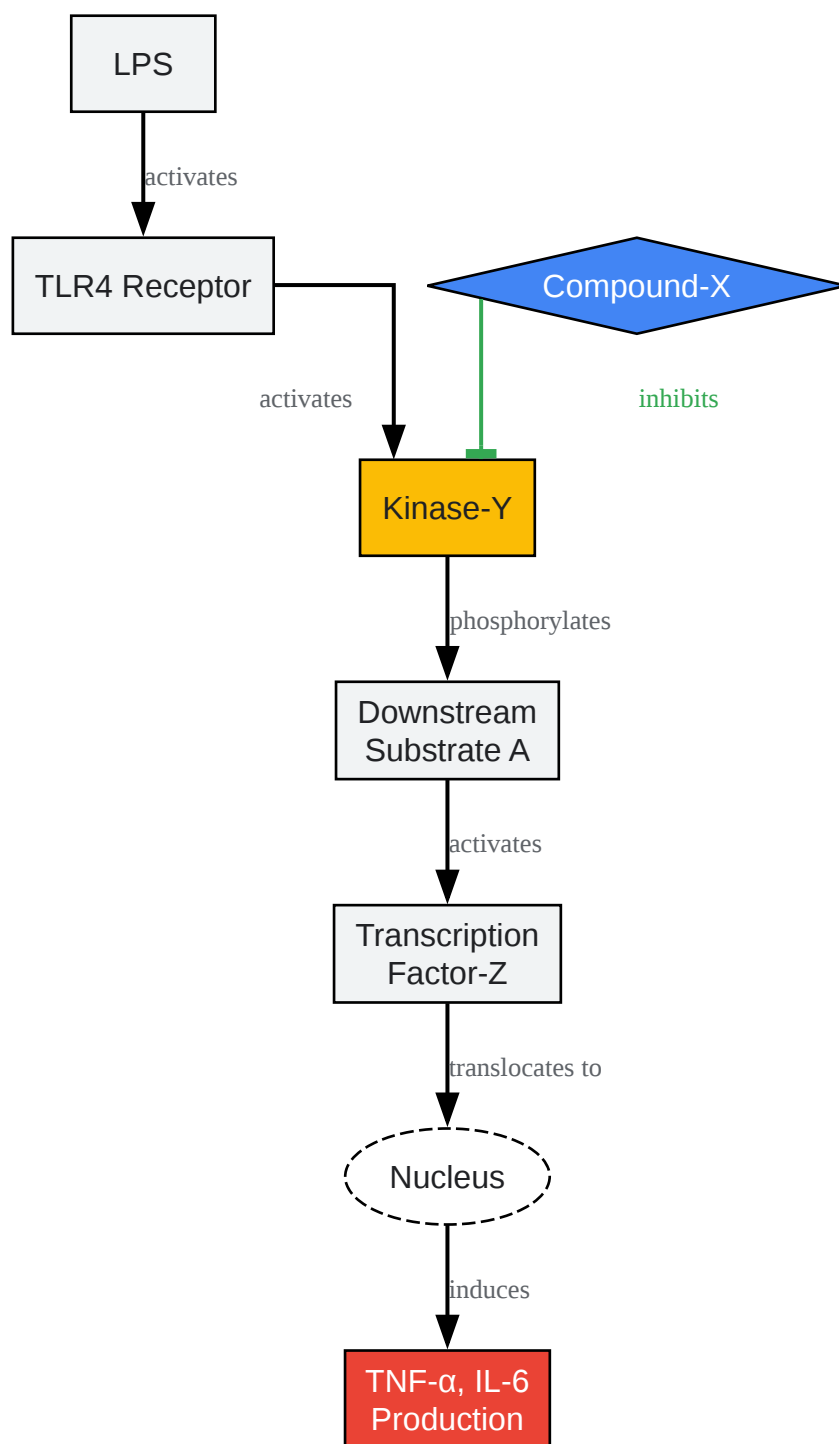 LPS
activates
TLR4 Receptor
Compound-X
activates
inhibits
Kinase-Y
phosphorylates
Downstream
Substrate A
activates
Transcription
Factor-Z
translocates to
Nucleus
induces
TNF-α, IL-6
Production